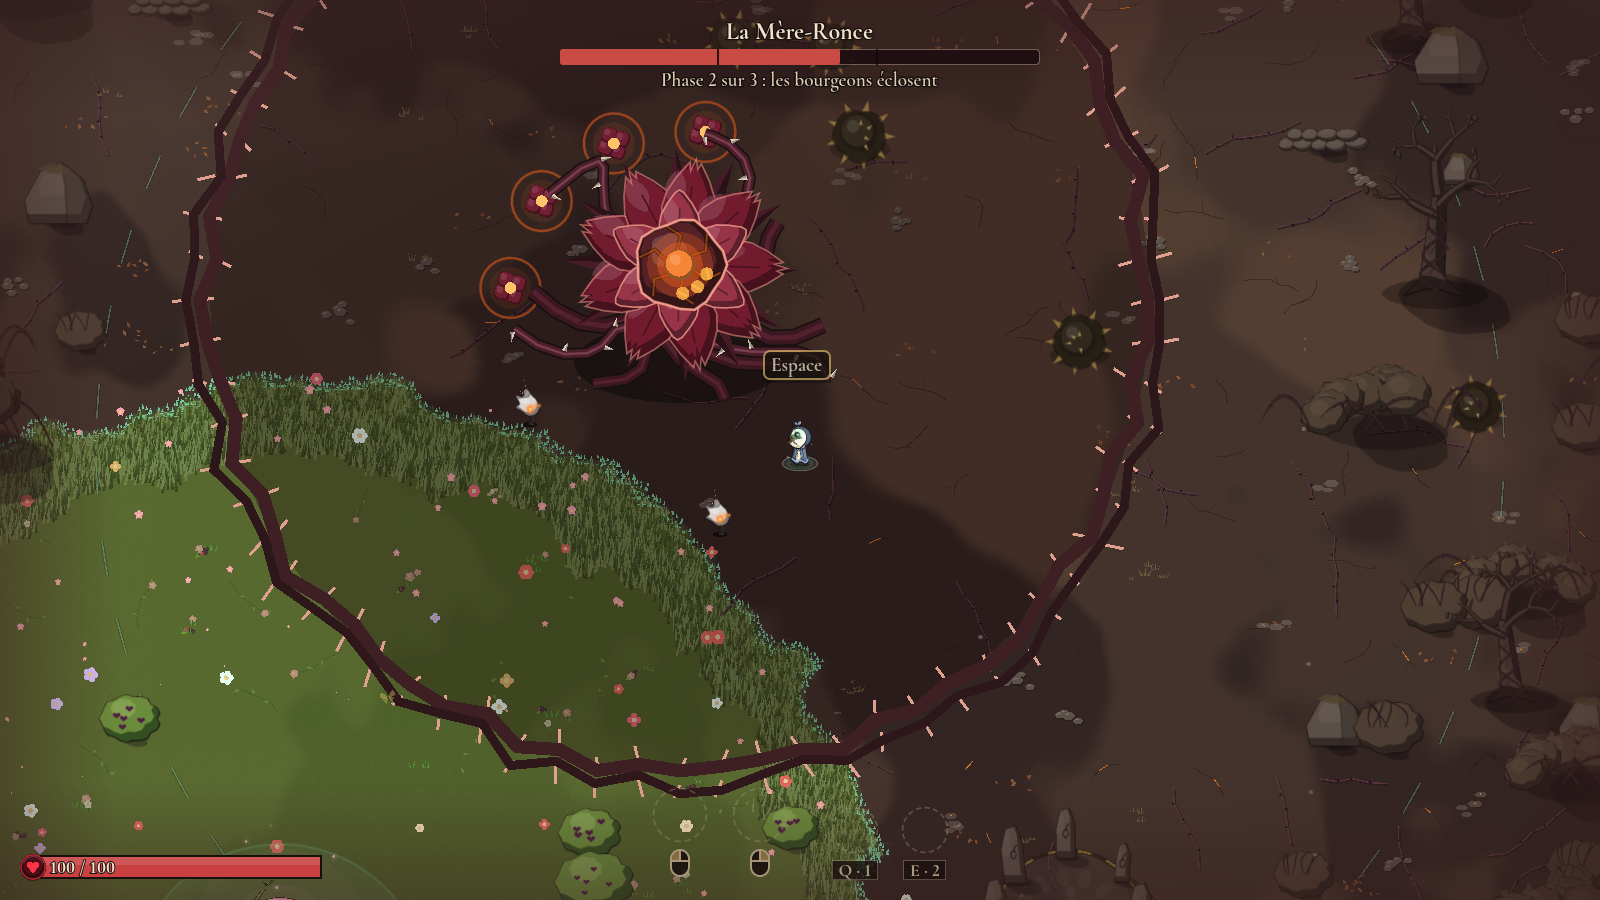 La Mère-Ronce
Phase 2 sur 3 : les bourgeons éclosent
Espace
100 / 100
Q · 1
E · 2